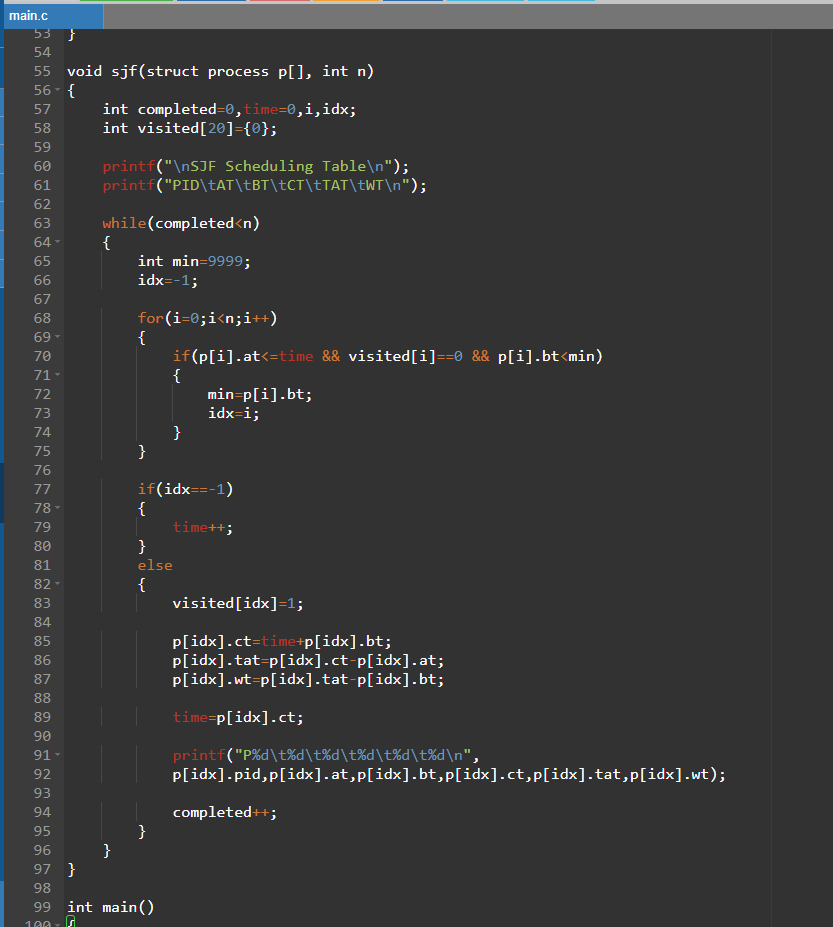 main.c
53 }
54
55 void sjf(struct process p[], int n)
56 {
57     int completed=0,time=0,i,idx;
58     int visited[20]={0};
59
60     printf("\nSJF Scheduling Table\n");
61     printf("PID\tAT\tBT\tCT\tTAT\tWT\n");
62
63     while(completed<n)
64     {
65         int min=9999;
66         idx=-1;
67
68         for(i=0;i<n;i++)
69         {
70             if(p[i].at<=time && visited[i]==0 && p[i].bt<min)
71             {
72                 min=p[i].bt;
73                 idx=i;
74             }
75         }
76
77         if(idx==-1)
78         {
79             time++;
80         }
81         else
82         {
83             visited[idx]=1;
84
85             p[idx].ct=time+p[idx].bt;
86             p[idx].tat=p[idx].ct-p[idx].at;
87             p[idx].wt=p[idx].tat-p[idx].bt;
88
89             time=p[idx].ct;
90
91             printf("P%d\t%d\t%d\t%d\t%d\t%d\n",
92             p[idx].pid,p[idx].at,p[idx].bt,p[idx].ct,p[idx].tat,p[idx].wt);
93
94             completed++;
95         }
96     }
97 }
98
99 int main()
100 {